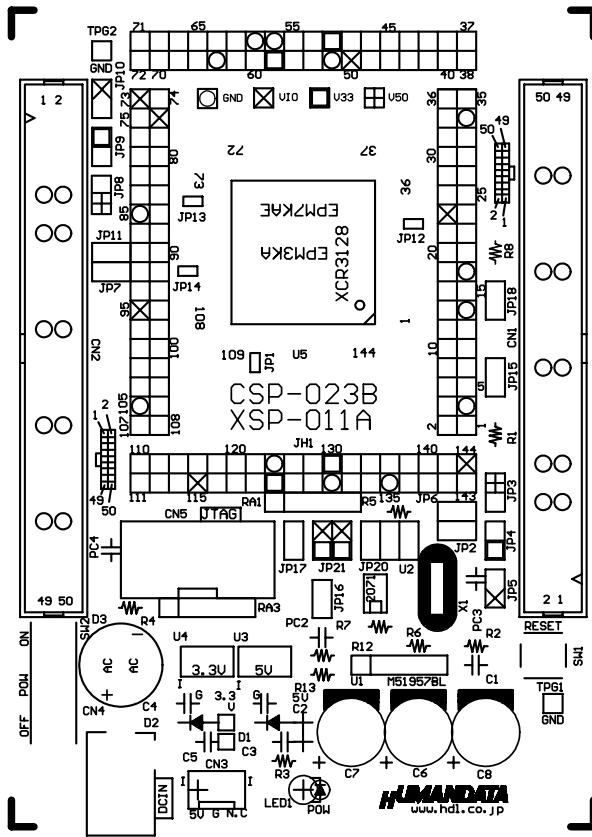 71 65 55 45 37
TPG2
GND
72 70 60 50 40 38
JP10
1 2
73 74
GND VIO V33 V50
36 35
50 49
75
JP9
50 49
80
72 37
30
73
36
25
JP8
EPM7KAE
2 1
85
JP13
JP12
JP11
90
EPM3KA
XCR3128
20
R8
JP7
JP14
15
JP18
95
108
1
CN1
CN2
100
109
JP1
U5
144
10
JP15
5
105
CSP-023B
XSP-011A
2
1 2
107
108
JH1
2 1
R1
110 120 130 140 144
111 115 135 143
49
50
RA1
R5
JP6
JP3
CN5
JTAG
PC4
JP17
JP21
JP20
U2
JP2
JP4
2071
JP16
X1
PC3
JP5
49 50
RA3
2 1
SW2
D3
R4
PC2
R7
RESET
ON
POW
OFF
U4
U3
R6
R2
AC AC
3.3V
5V
R12
SW1
CN4
C4
I
I
R13
U1
M51957BL
C1
TPG1
GND
D2
G
3.3
V
G
5V
C2
D1
C5
C3
R3
C7 C6 C8
CN3
DCIN
I I
5V G N.C
LED1
POW
HUMANDATA
www.hdl.co.jp